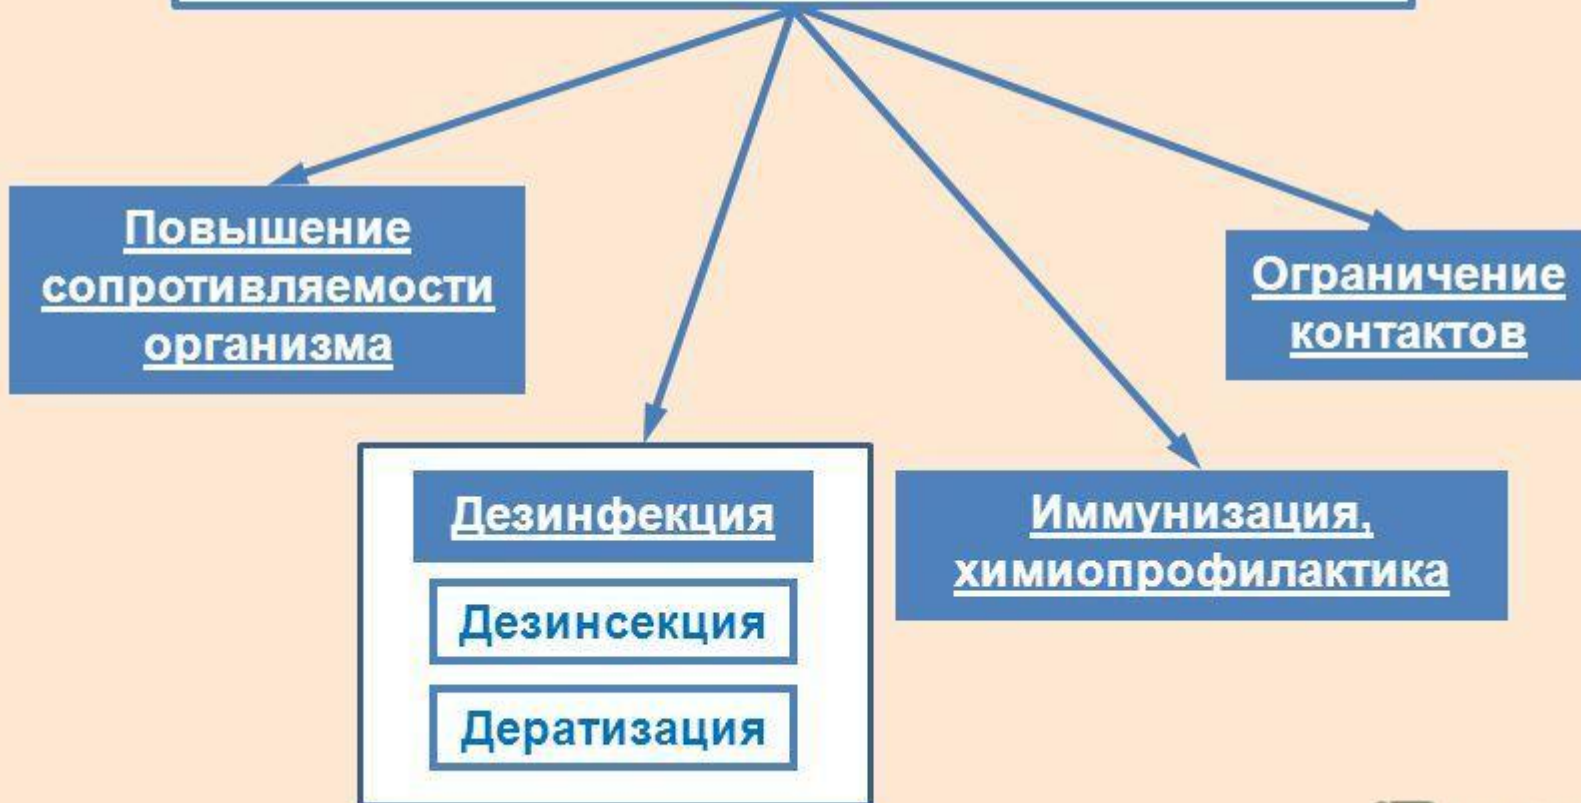 Повышение
сопротивляемости
организма
Ограничение
контактов
Дезинфекция
Дезинсекция
Дератизация
Иммунизация,
химиопрофилактика